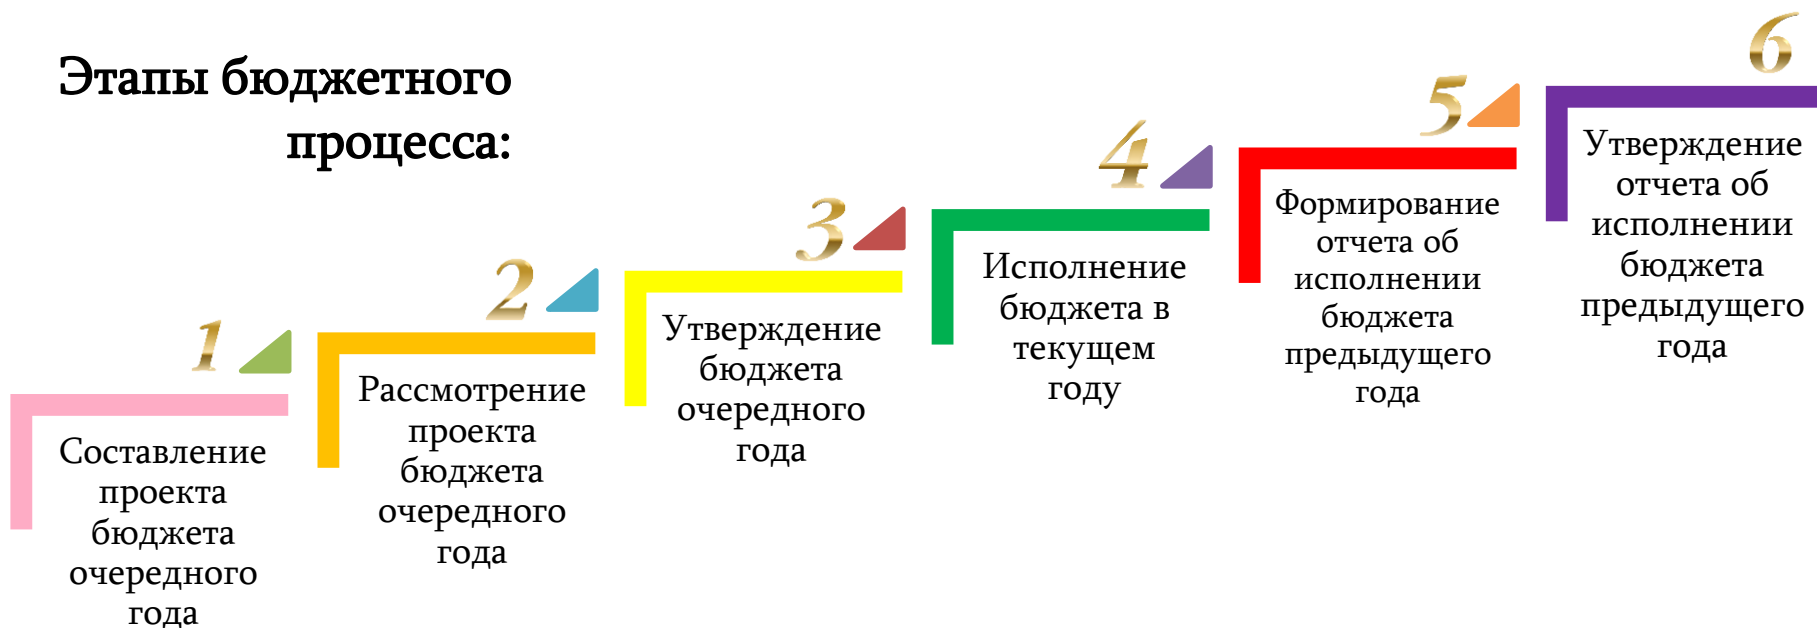 Этапы бюджетного
процесса:
1
Составление
проекта
бюджета
очередного
года
2
Рассмотрение
проекта
бюджета
очередного
года
3
Утверждение
бюджета
очередного
года
4
Исполнение
бюджета в
текущем
году
5
Формирование
отчета об
исполнении
бюджета
предыдущего
года
6
Утверждение
отчета об
исполнении
бюджета
предыдущего
года